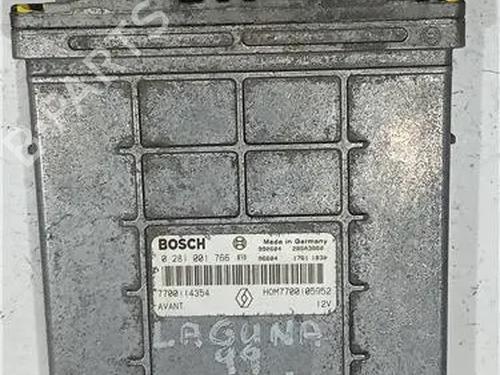 B-PARTS
BOSCH
Made in Germany
0 281 001 766
7700114354
HOM7700105952
AVANT
12V
LAGUNA
99